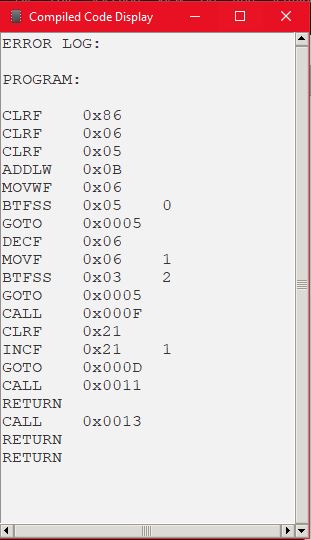 Compiled Code Display
ERROR LOG:
PROGRAM:
CLRF 0x86
CLRF 0x06
CLRF 0x05
ADDLW 0x0B
MOVWF 0x06
BTFSS 0x05 0
GOTO 0x0005
DECF 0x06
MOVF 0x06 1
BTFSS 0x03 2
GOTO 0x0005
CALL 0x000F
CLRF 0x21
INCF 0x21 1
GOTO 0x000D
CALL 0x0011
RETURN
CALL 0x0013
RETURN
RETURN